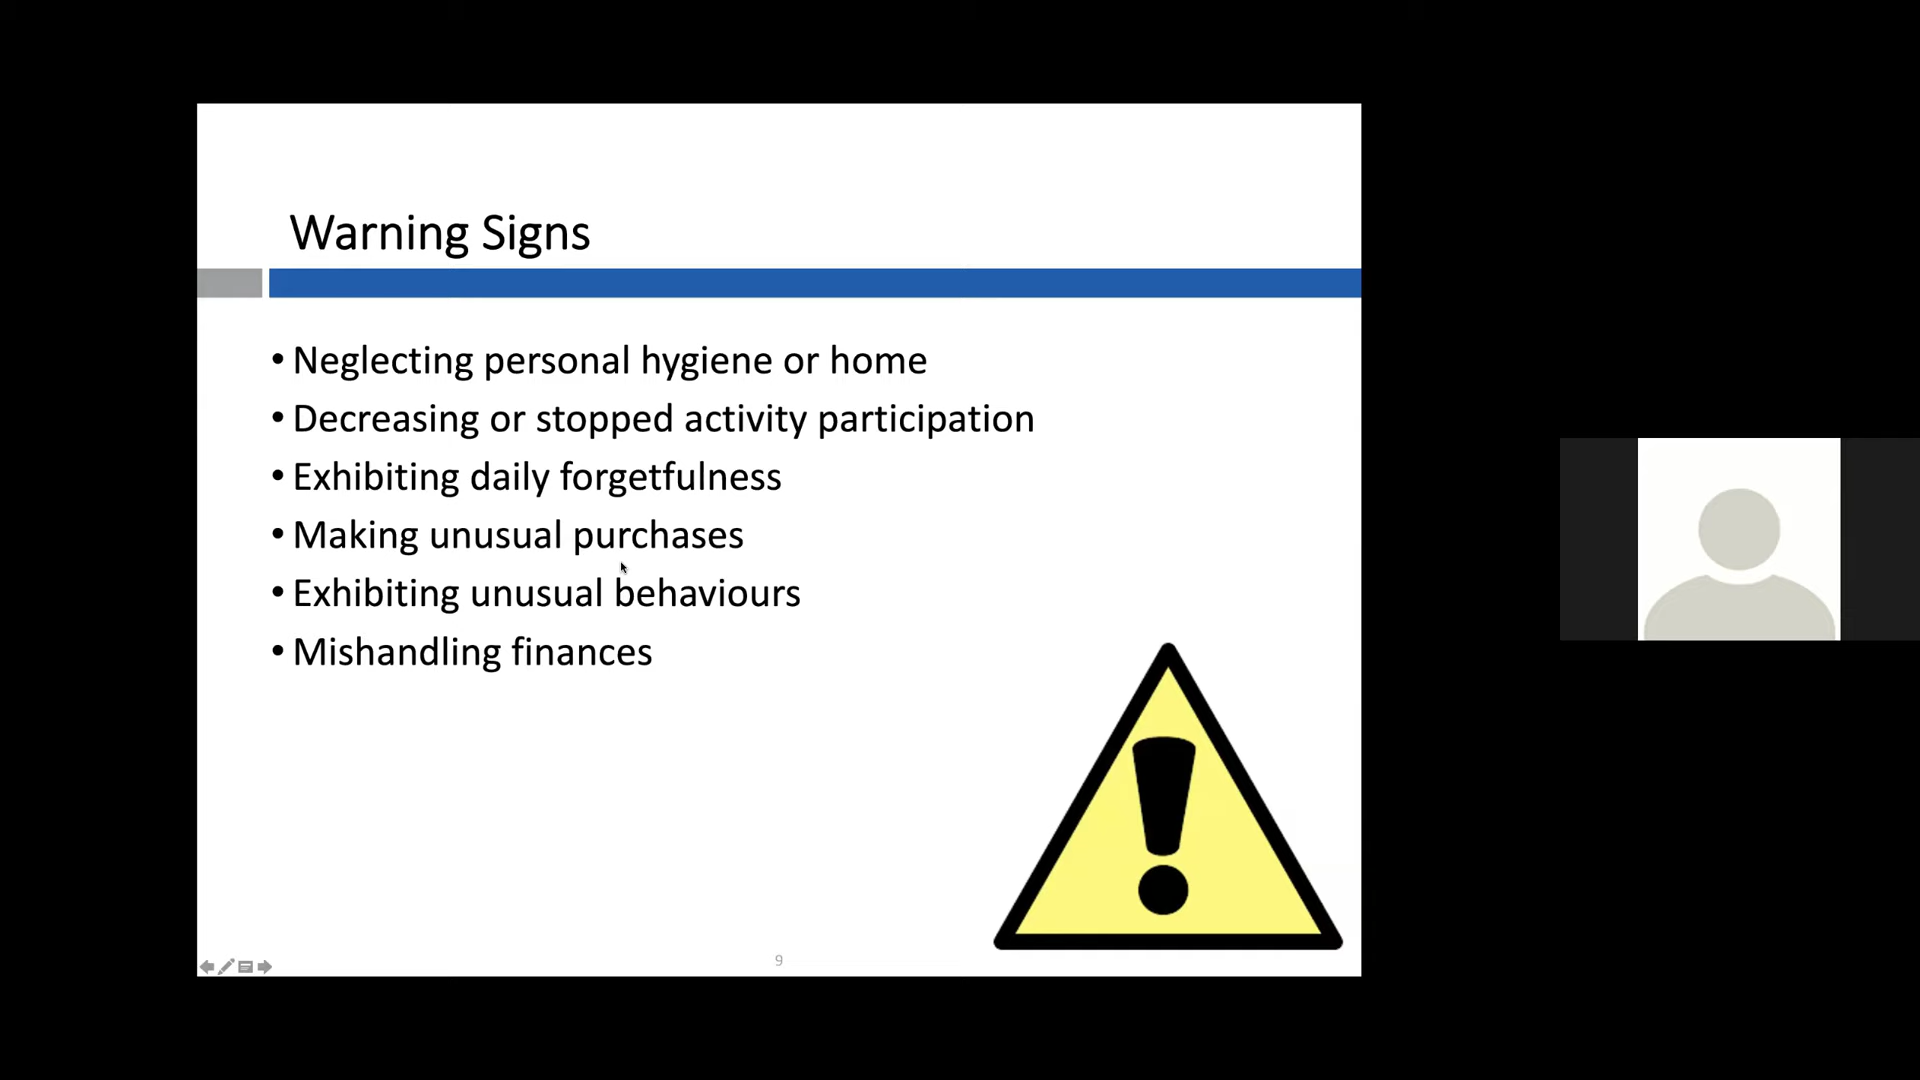 Warning Signs
• Neglecting personal hygiene or home
• Decreasing or stopped activity participation
• Exhibiting daily forgetfulness
• Making unusual purchases
• Exhibiting unusual behaviours
• Mishandling finances
9